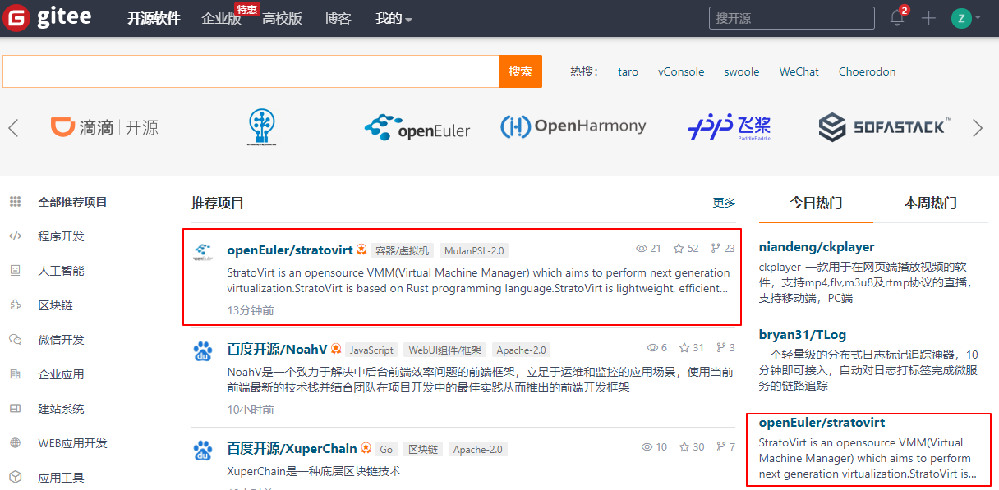 gitee 开源软件 企业版 特惠 高校版 博客 我的 搜开源 2 Z
搜索 热搜： taro vConsole swoole WeChat Choerodon
滴滴 | 开源 openEuler OpenHarmony 飞桨 PaddlePaddle SOFASTACK™
全部推荐项目
程序开发
人工智能
区块链
微信开发
企业应用
建站系统
WEB应用开发
应用工具
推荐项目 更多
openEuler/stratovirt 容器/虚拟机 MulanPSL-2.0 21 52 23
StratoVirt is an opensource VMM(Virtual Machine Manager) which aims to perform next generation
virtualization.StratoVirt is based on Rust programming language.StratoVirt is lightweight, efficient...
13分钟前
百度开源/NoahV JavaScript WebUI组件/框架 Apache-2.0 6 31 3
NoahV是一个致力于解决中后台前端效率问题的前端框架，立足于运维和监控的应用场景，使用当前
前端最新的技术栈并结合团队在项目开发中的最佳实践从而推出的前端开发框架
10小时前
百度开源/XuperChain Go 区块链 Apache-2.0 10 30 7
XuperChain是一种底层区块链技术
今日热门 本周热门
niandeng/ckplayer
ckplayer-一款用于在网页端播放视频的软
件，支持mp4,flv,m3u8及rtmp协议的直播，
支持移动端，PC端
bryan31/TLog
一个轻量级的分布式日志标记追踪神器，10
分钟即可接入，自动对日志打标签完成微服
务的链路追踪
openEuler/stratovirt
StratoVirt is an opensource VMM(Virtual
Machine Manager) which aims to perform
next generation virtualization.StratoVirt is...